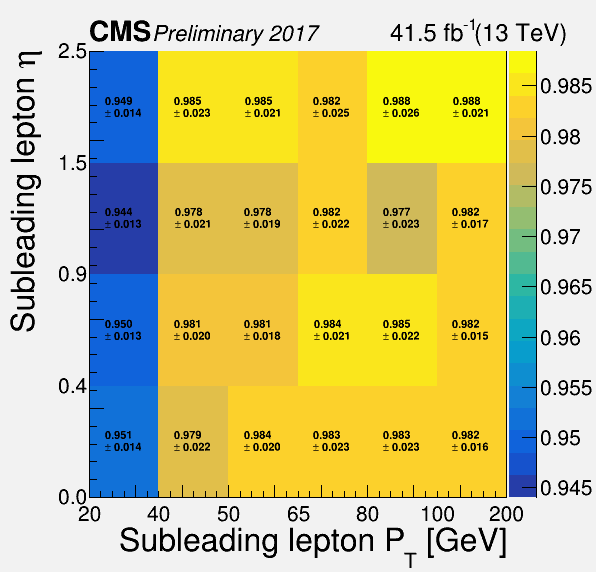 CMS Preliminary 2017 41.5 fb⁻¹(13 TeV)
Subleading lepton η
2.5
1.5
0.9
0.4
0.0
0.949 0.985 0.985 0.982 0.988 0.988
± 0.014 ± 0.023 ± 0.021 ± 0.025 ± 0.026 ± 0.021
0.944 0.978 0.978 0.982 0.977 0.982
± 0.013 ± 0.021 ± 0.019 ± 0.022 ± 0.023 ± 0.017
0.950 0.981 0.981 0.984 0.985 0.982
± 0.013 ± 0.020 ± 0.018 ± 0.021 ± 0.022 ± 0.015
0.951 0.979 0.984 0.983 0.983 0.982
± 0.014 ± 0.022 ± 0.020 ± 0.023 ± 0.023 ± 0.016
20 40 50 65 80 100 200
Subleading lepton P_T [GeV]
0.985
0.98
0.975
0.97
0.965
0.96
0.955
0.95
0.945